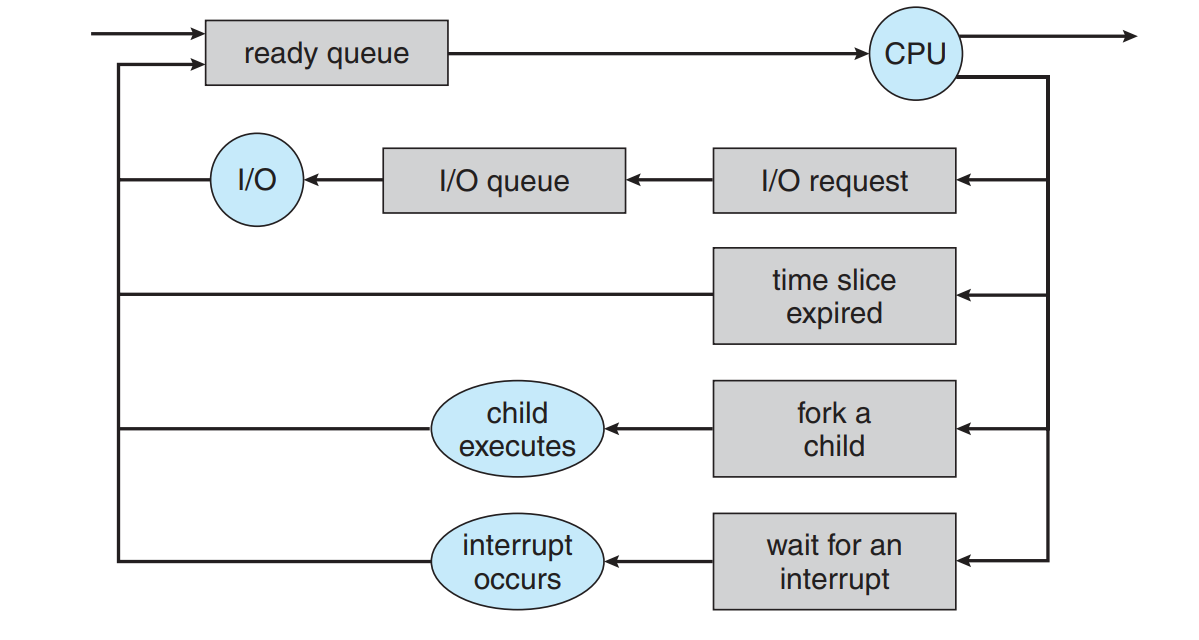 ready queue
CPU
I/O
I/O queue
I/O request
time slice
expired
child
executes
fork a
child
interrupt
occurs
wait for an
interrupt